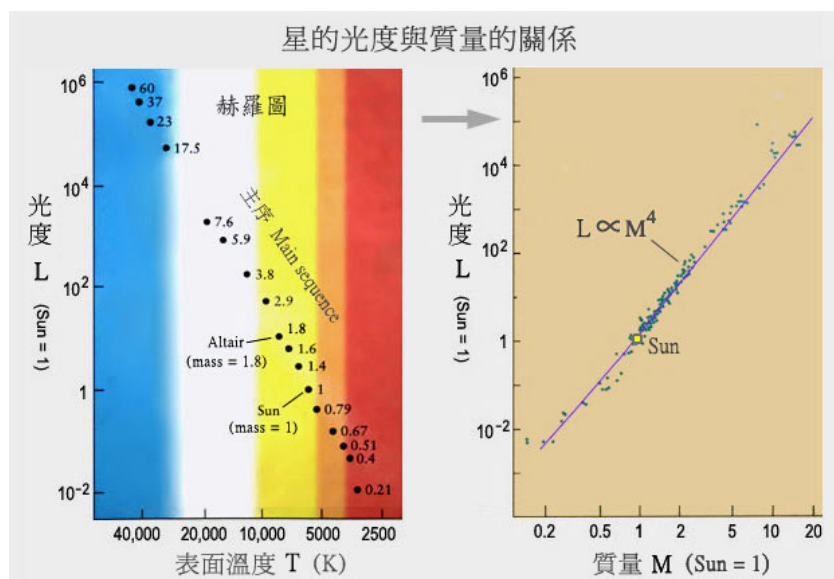 星的光度與質量的關係
赫羅圖
光度 L (Sun = 1)
10^6
10^4
10^2
1
10^-2
60
37
23
17.5
7.6
5.9
3.8
2.9
1.8
1.6
1.4
1
0.79
0.67
0.51
0.4
0.21
主序 Main sequence
Altair
(mass = 1.8)
Sun
(mass = 1)
40,000 20,000 10,000 5000 2500
表面溫度 T (K)
光度 L (Sun = 1)
10^6
10^4
10^2
1
10^-2
L ∝ M^4
Sun
0.2 0.5 1 2 5 10 20
質量 M (Sun = 1)